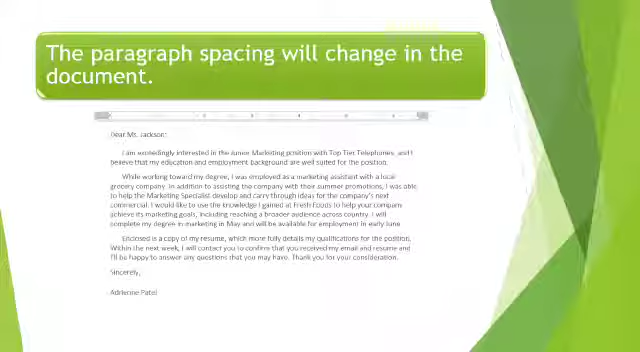 The paragraph spacing will change in the
document.
Dear Ms. Jackson:
I am exceedingly interested in the Junior Marketing position with Top Tier Telephones, and I
believe that my education and employment background are well suited for the position.
While working toward my degree, I was employed as a marketing assistant with a local
grocery company. In addition to assisting the company with their summer promotions, I was able
to help the Marketing Specialist develop and carry through ideas for the company's next
commercial. I would like to use the knowledge I gained at Fresh Foods to help your company
achieve its marketing goals, including reaching a broader audience across country. I will
complete my degree in marketing in May and will be available for employment in early June
Enclosed is a copy of my resume, which more fully details my qualifications for the position.
Within the next week, I will contact you to confirm that you received my email and resume and
I'll be happy to answer any questions that you may have. Thank you for your consideration.
Sincerely,
Adrienne Patel